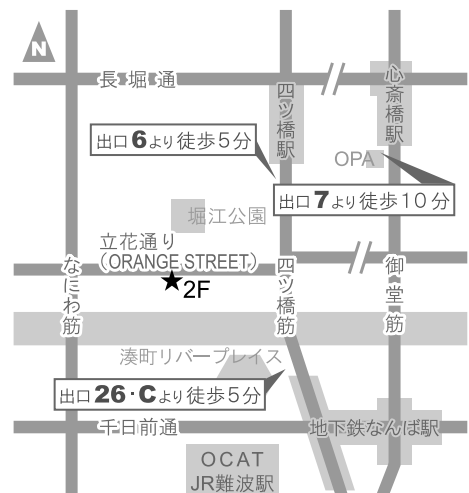 N
長堀通
四ツ橋駅
心斎橋駅
出口6より徒歩5分
OPA
出口7より徒歩10分
堀江公園
立花通り
(ORANGE STREET)
2F
なにわ筋
四ツ橋筋
御堂筋
湊町リバープレイス
出口26・Cより徒歩5分
千日前通
地下鉄なんば駅
OCAT
JR難波駅